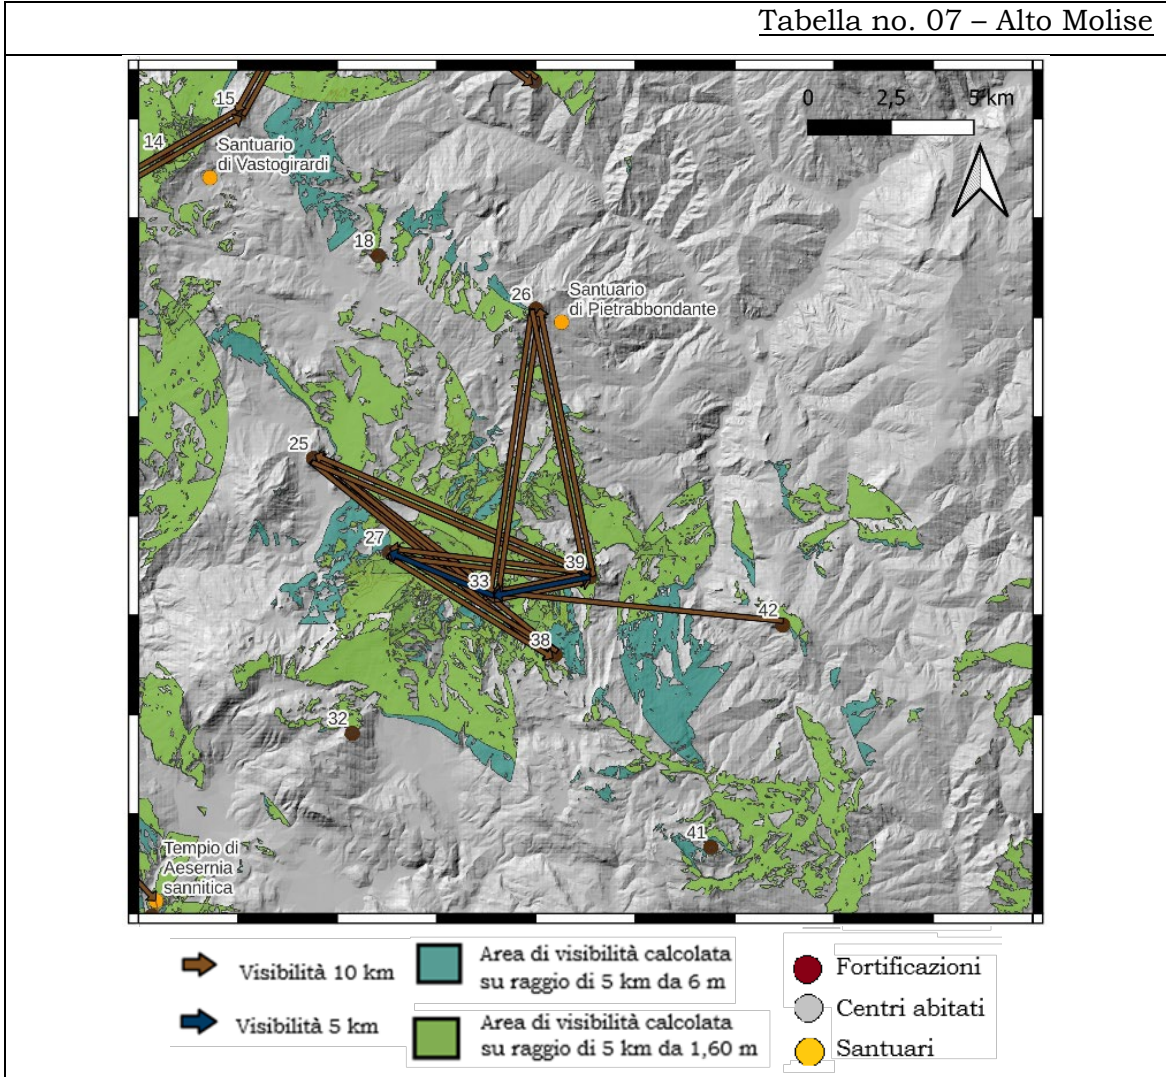 Tabella no. 07 – Alto Molise
0
2,5
5 km
15
14
Santuario
di Vastogirardi
18
26
Santuario
di Pietrabbondante
25
27
33
39
42
38
32
41
Tempio di
Aesernia
sannitica
Visibilità 10 km
Visibilità 5 km
Area di visibilità calcolata
su raggio di 5 km da 6 m
Area di visibilità calcolata
su raggio di 5 km da 1,60 m
Fortificazioni
Centri abitati
Santuari